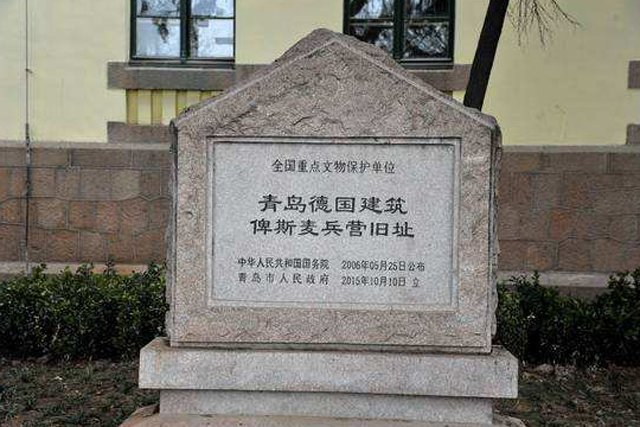 全国重点文物保护单位
青岛德国建筑
俾斯麦兵营旧址
中华人民共和国国务院 2006年05月25日公布
青岛市人民政府 2015年10月10日 立